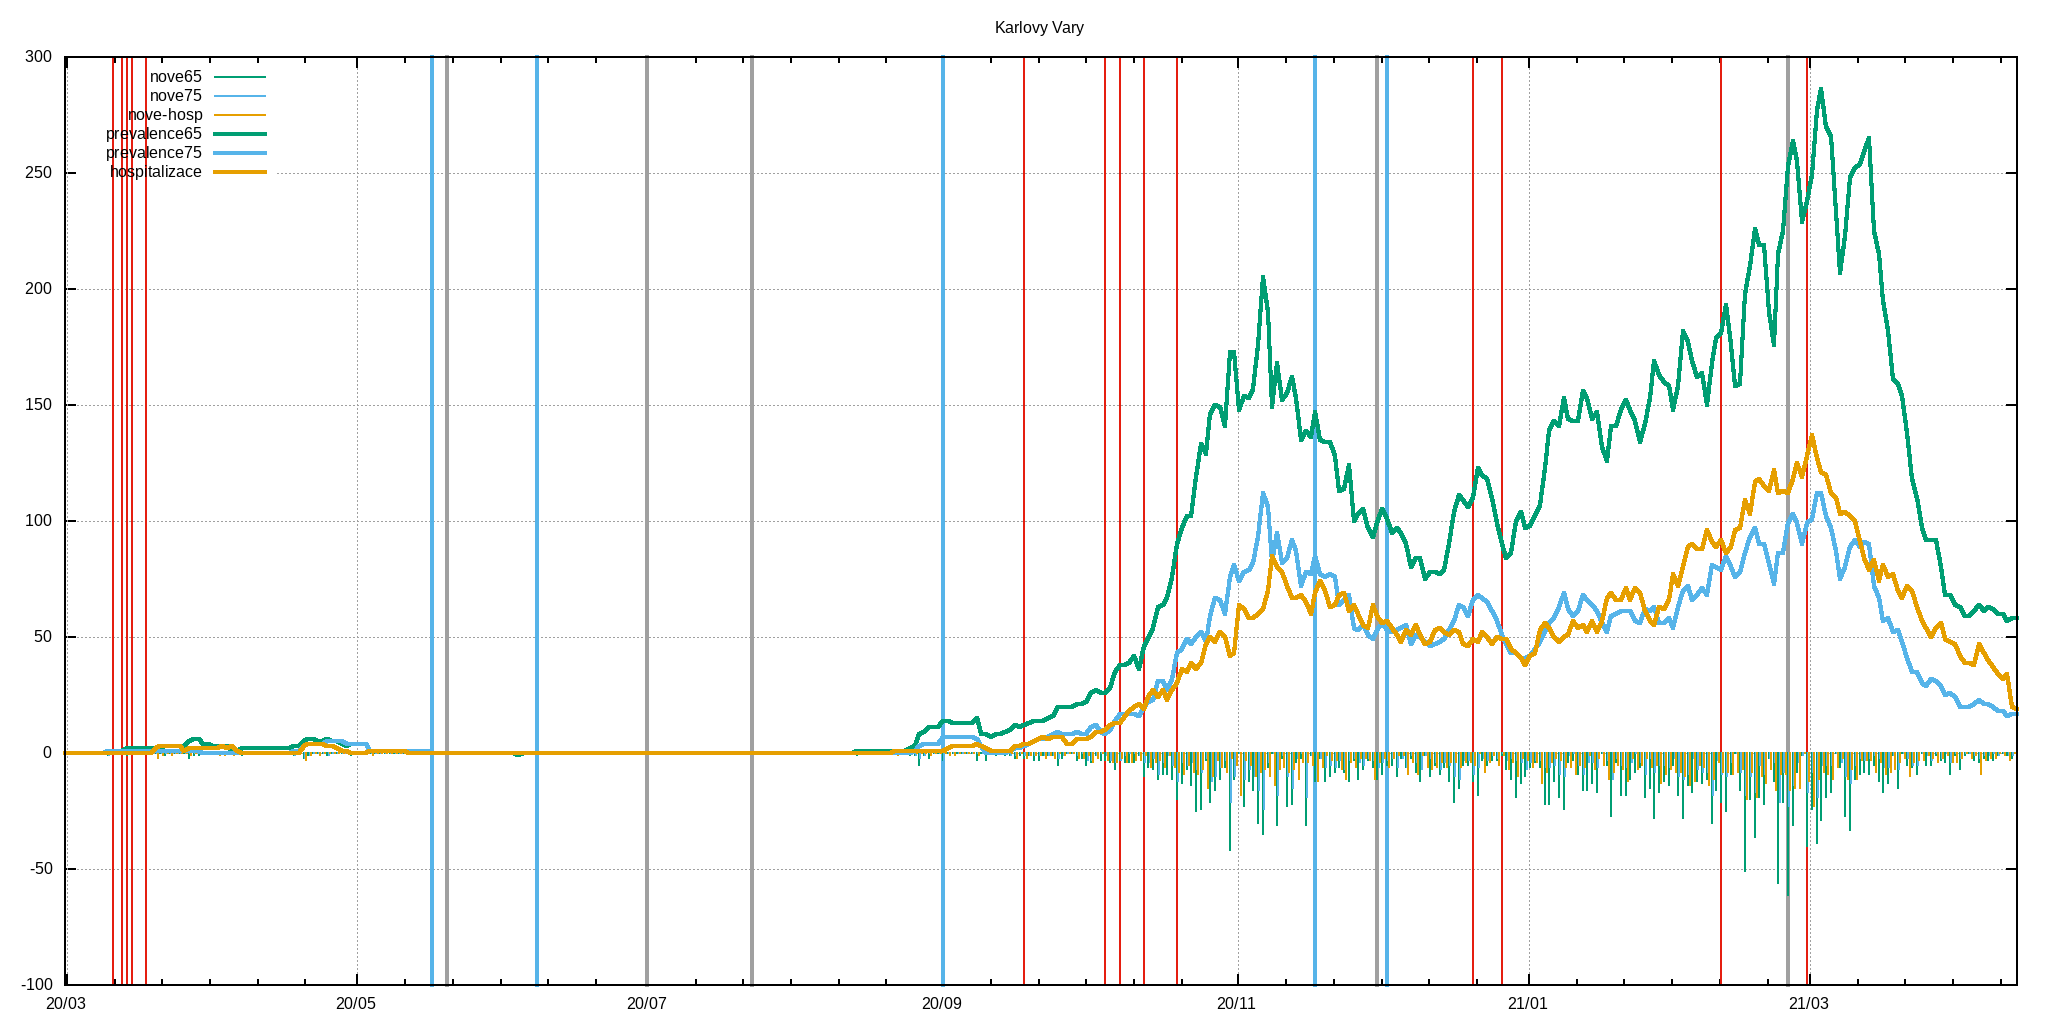 Karlovy Vary
300
250
200
150
100
50
0
-50
-100
nove65
nove75
nove-hosp
prevalence65
prevalence75
hospitalizace
20/03 20/05 20/07 20/09 20/11 21/01 21/03